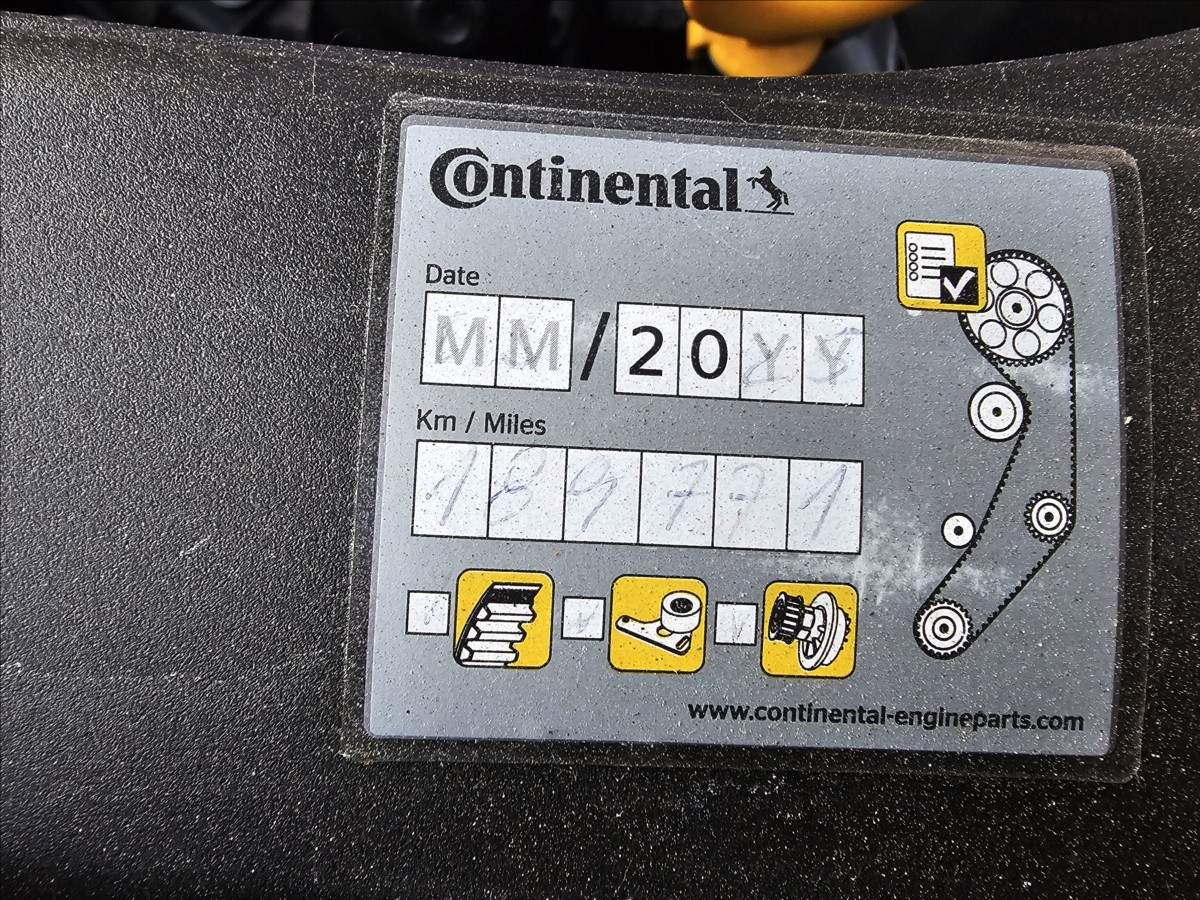 Continental
Date
MM/20YY
Km / Miles
189771
www.continental-engineparts.com